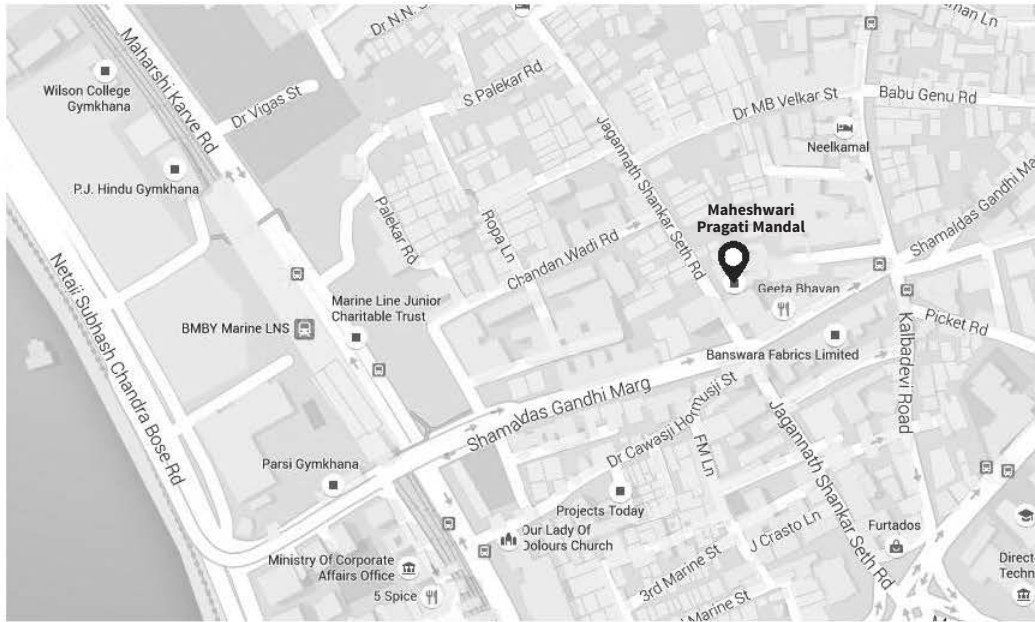 Dr N.N.
Wilson College
Gymkhana
Maharshi Karve Rd
Dr Vigas St
S Palekar Rd
Dr MB Velkar St
Babu Genu Rd
Neelkamal
P.J. Hindu Gymkhana
Jagannath Shankar Seth Rd
Maheshwari
Pragati Mandal
Shamaldas Gandhi
Palekar Rd
Ropa Ln
Chandan Wadi Rd
Geeta Bhavan
Netaji Subhash Chandra Bose Rd
BMBY Marine LNS
Marine Line Junior
Charitable Trust
Picket Rd
Kalbadevi Road
Banswara Fabrics Limited
Shamaldas Gandhi Marg
Dr Cawasji Hormusji St
FM Ln
Jagannath Shankar Seth Rd
Parsi Gymkhana
Projects Today
Our Lady Of
Dolours Church
J Crasto Ln
Furtados
Ministry Of Corporate
Affairs Office
5 Spice
3rd Marine St
Marine St